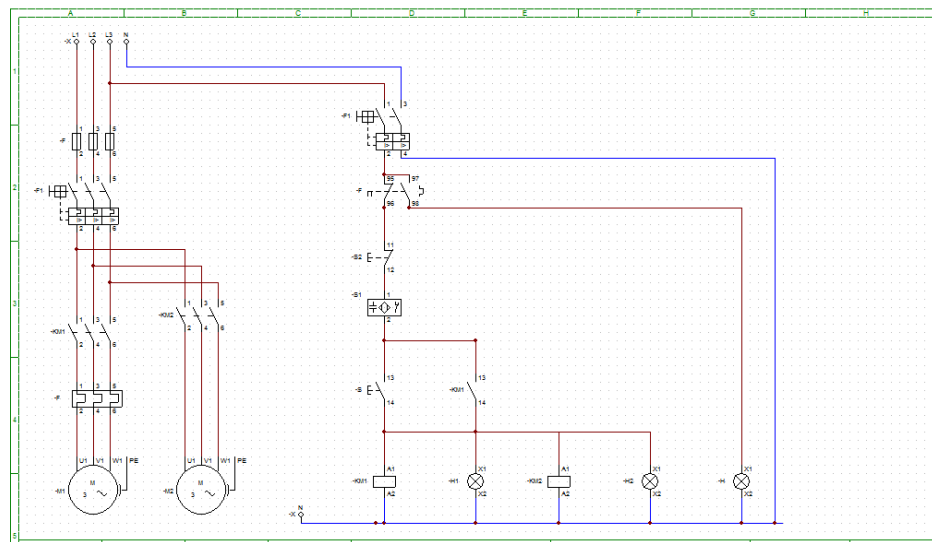 A B C D E F G H
L1 L2 L3 N
-X
1
1 3
-F1
2 4
1 3 5
-F
2 4 6
95 97
-F
96 98
2
1 3 5
-F1
2 4 6
11
-S2
12
-S1
1
2
3
1 3 5
-KM2
2 4 6
1 3 5
-KM1
2 4 6
13
-S
14
13
-KM1
14
1 3 5
-F
2 4 6
4
U1 V1 W1 PE
M
3
-M1
U1 V1 W1 PE
M
3
-M2
A1
-KM1
A2
X1
-H1
X2
A1
-KM2
A2
X1
-H2
X2
X1
-H
X2
N
-X
5